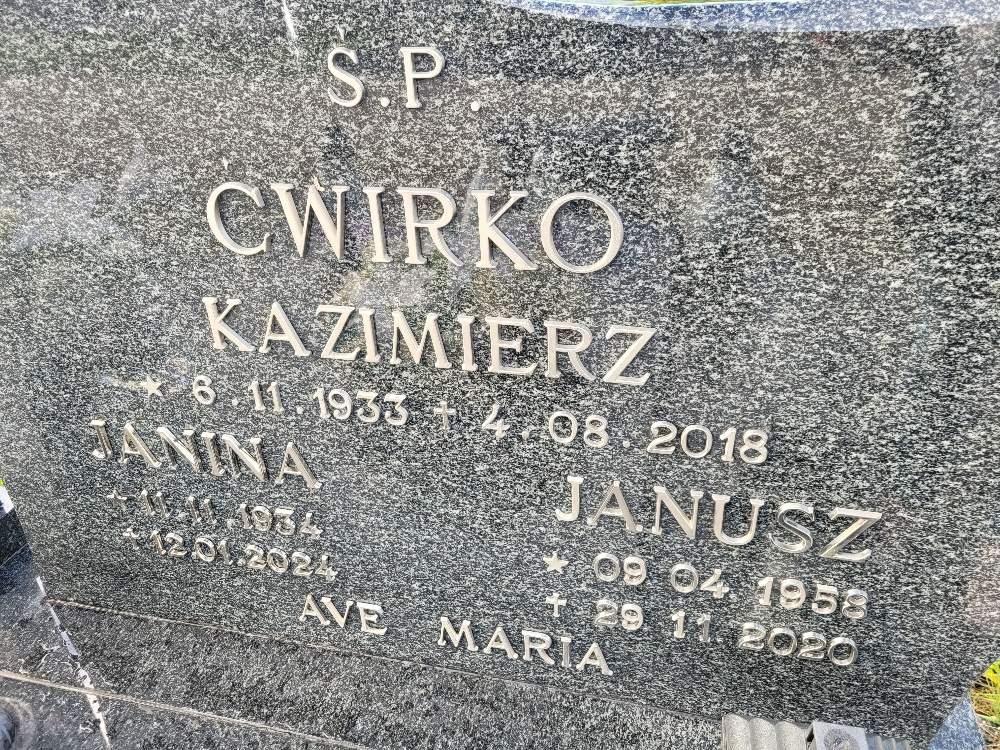 Ś.P.
ĆWIRKO
KAZIMIERZ
6.11.1933 4.08.2018
JANINA
11.11.1934
12.01.2024
JANUSZ
09 04 1958
29 11 2020
AVE MARIA